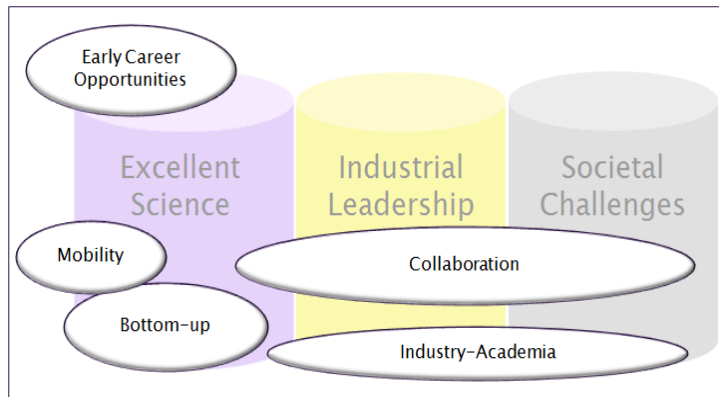 Early Career
Opportunities
Excellent
Science
Industrial
Leadership
Societal
Challenges
Mobility
Collaboration
Bottom-up
Industry-Academia